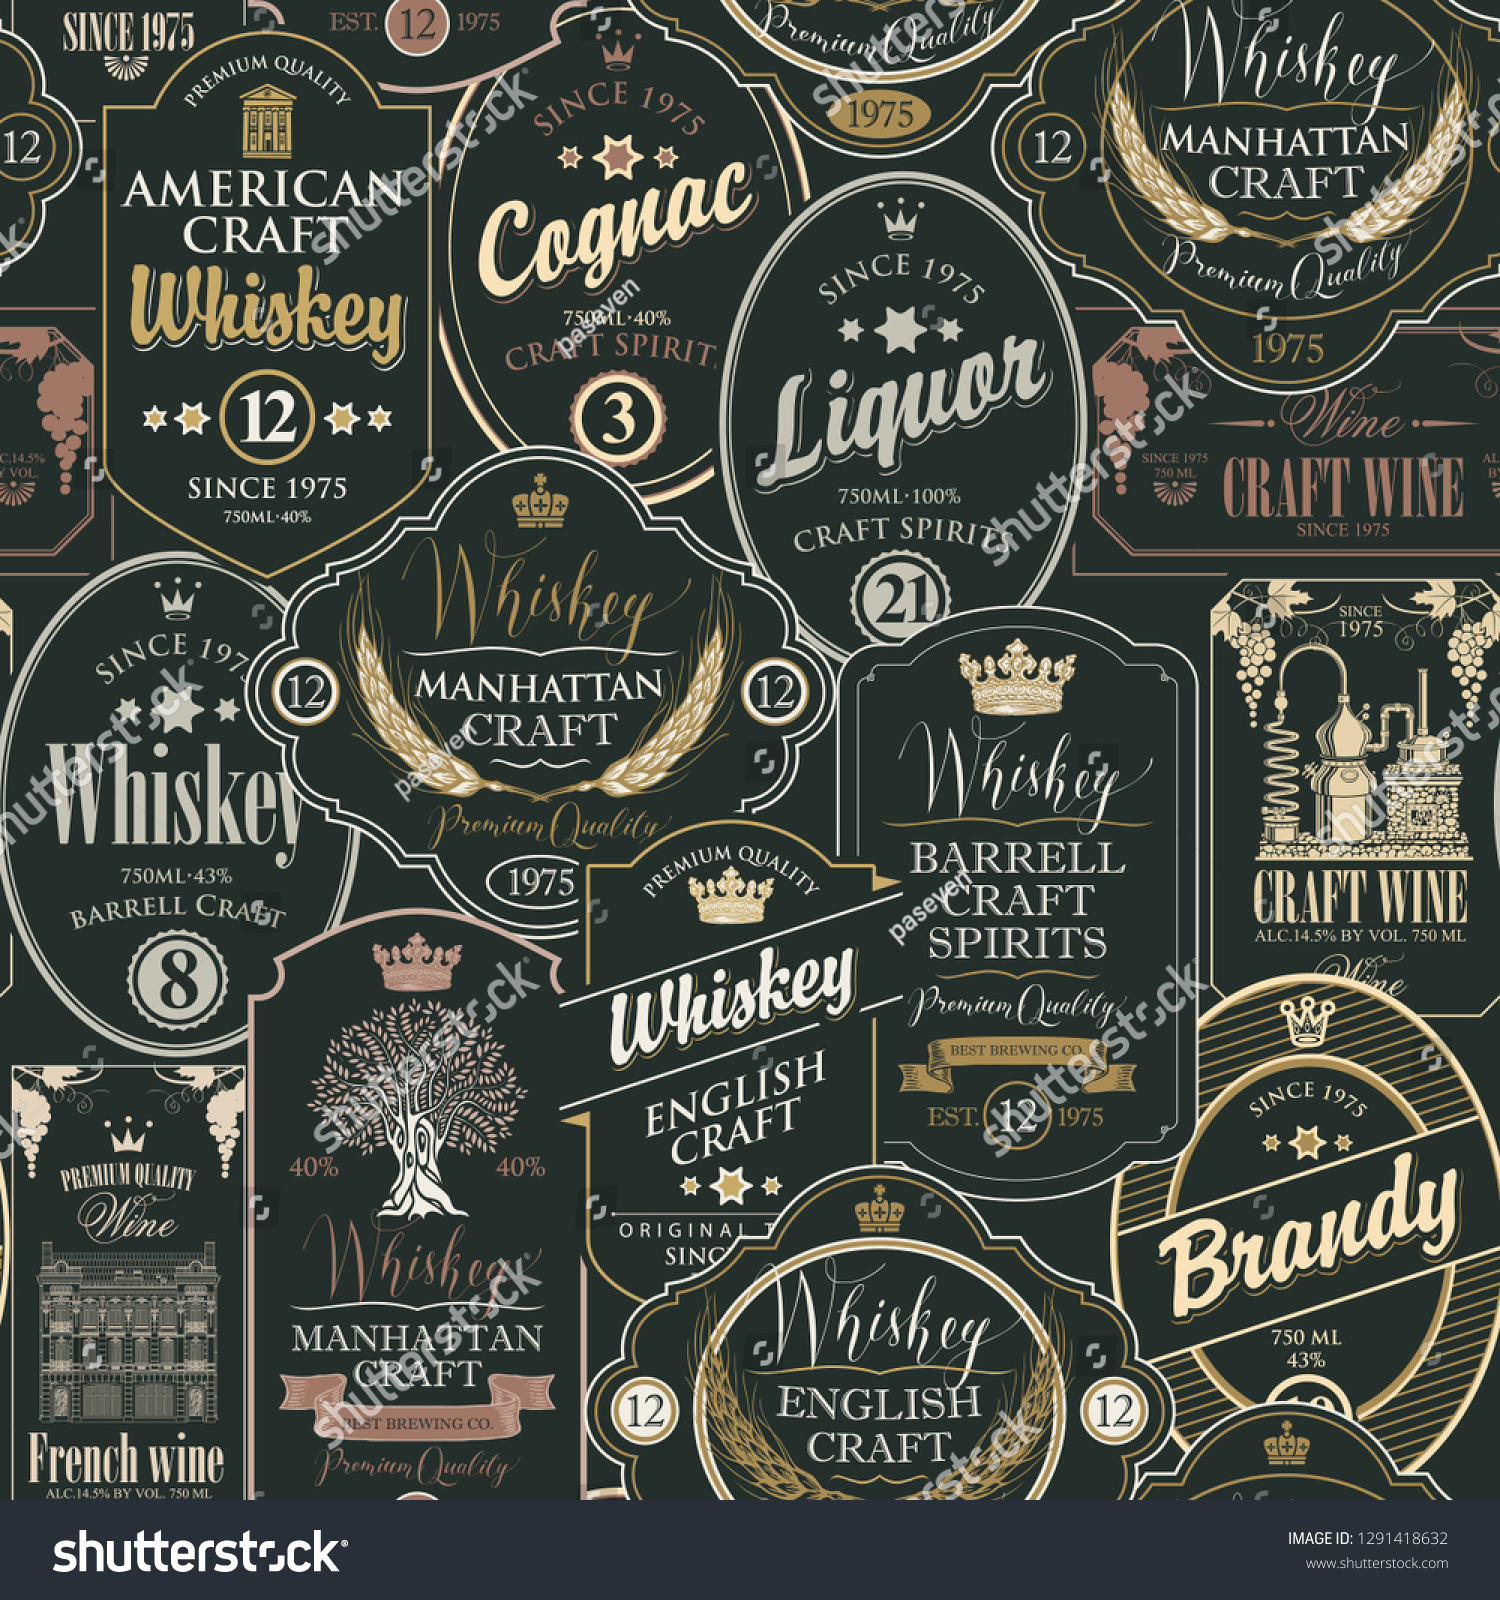 SINCE 1975
EST. 12 1975
12
PREMIUM QUALITY
AMERICAN
CRAFT
Whiskey
12
SINCE 1975
750ML·40%
SINCE 1975
Cognac
750ML·40%
CRAFT SPIRIT
3
Premium Quality
1975
SINCE 1975
Liquor
750ML·100%
CRAFT SPIRITS
21
Whiskey
MANHATTAN
CRAFT
12
Premium Quality
1975
C.14.5%
Y VOL.
Wine
SINCE 1975
750 ML
CRAFT WINE
SINCE 1975
SINCE 197
Whiskey
750ML·43%
BARRELL CRAFT
8
Whiskey
MANHATTAN
CRAFT
12
12
Premium Quality
1975
Whiskey
BARRELL
CRAFT
SPIRITS
Premium Quality
BEST BREWING CO.
EST. 12 1975
SINCE
1975
CRAFT WINE
ALC.14.5% BY VOL. 750 ML
Wine
PREMIUM QUALITY
Whiskey
ENGLISH
CRAFT
ORIGINAL T
SINC
40%
40%
Whiskey
MANHATTAN
CRAFT
BEST BREWING CO.
Premium Quality
PREMIUM QUALITY
Wine
French wine
ALC.14.5% BY VOL. 750 ML
Whiskey
ENGLISH
CRAFT
12
12
SINCE 1975
Brandy
750 ML
43%
shutterstock
paseven
shutterstock
IMAGE ID: 1291418632
www.shutterstock.com